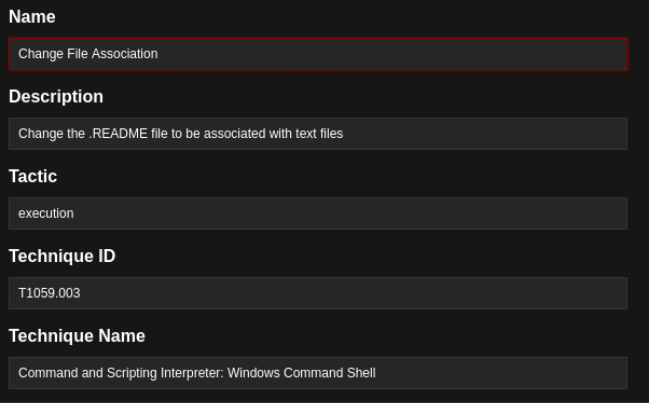 Name
Change File Association
Description
Change the .README file to be associated with text files
Tactic
execution
Technique ID
T1059.003
Technique Name
Command and Scripting Interpreter: Windows Command Shell